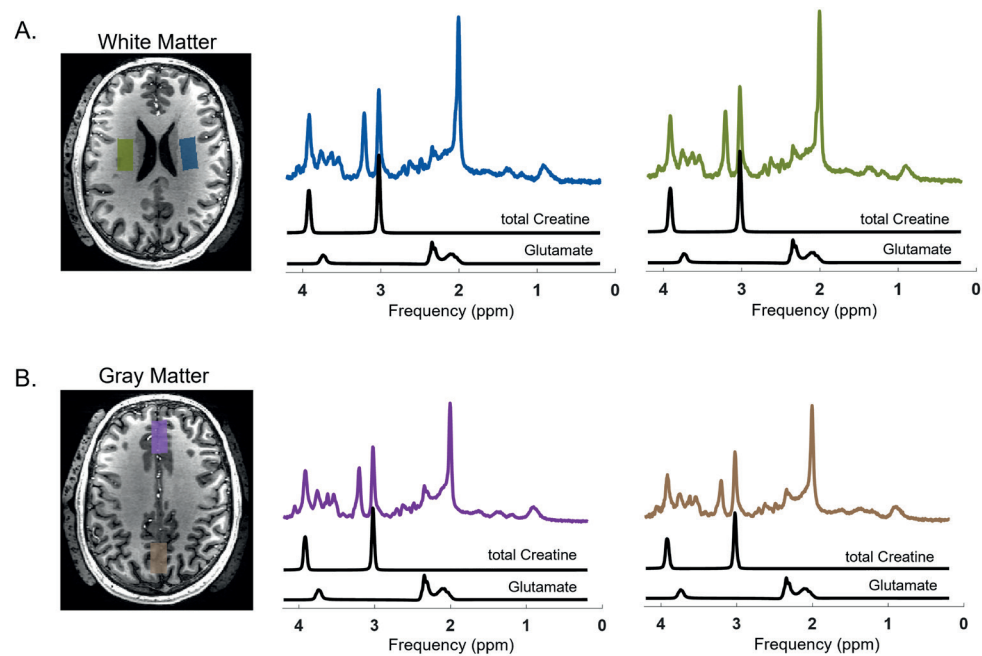 A.
White Matter
total Creatine
Glutamate
4 3 2 1 0
Frequency (ppm)
total Creatine
Glutamate
4 3 2 1 0
Frequency (ppm)
B.
Gray Matter
total Creatine
Glutamate
4 3 2 1 0
Frequency (ppm)
total Creatine
Glutamate
4 3 2 1 0
Frequency (ppm)